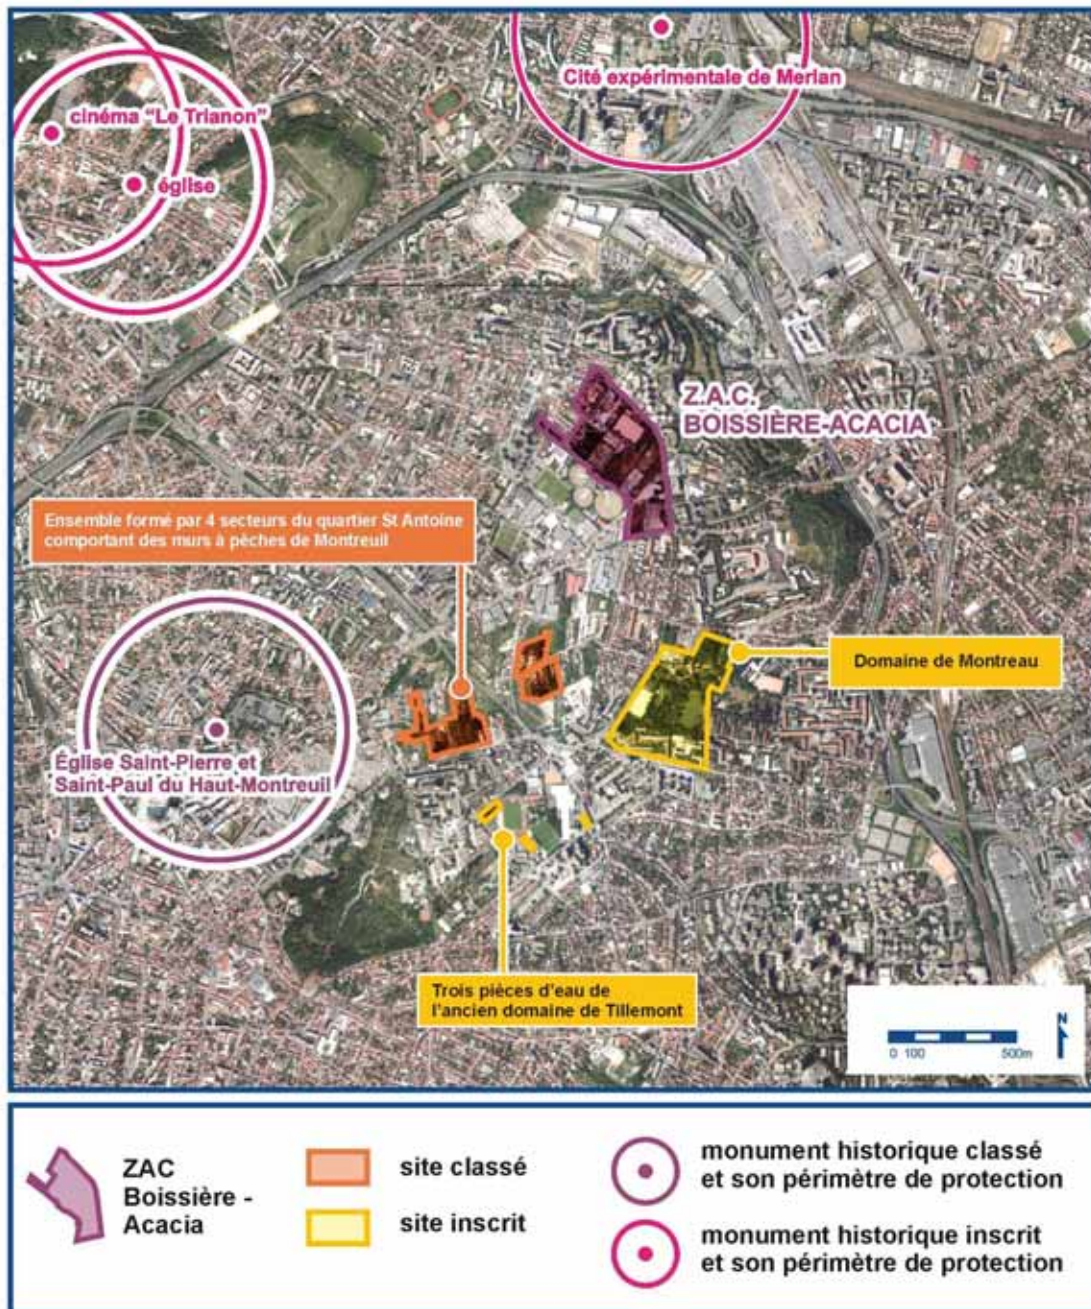 Cité expérimentale de Merlan
cinéma "Le Trianon"
église
Z.A.C.
BOISSIÈRE-ACACIA
Ensemble formé par 4 secteurs du quartier St Antoine
comportant des murs à pêches de Montreuil
Domaine de Montreau
Église Saint-Pierre et
Saint-Paul du Haut-Montreuil
Trois pièces d'eau de
l'ancien domaine de Tillemont
N
0 100 500m
ZAC
Boissière -
Acacia
site classé
site inscrit
monument historique classé
et son périmètre de protection
monument historique inscrit
et son périmètre de protection